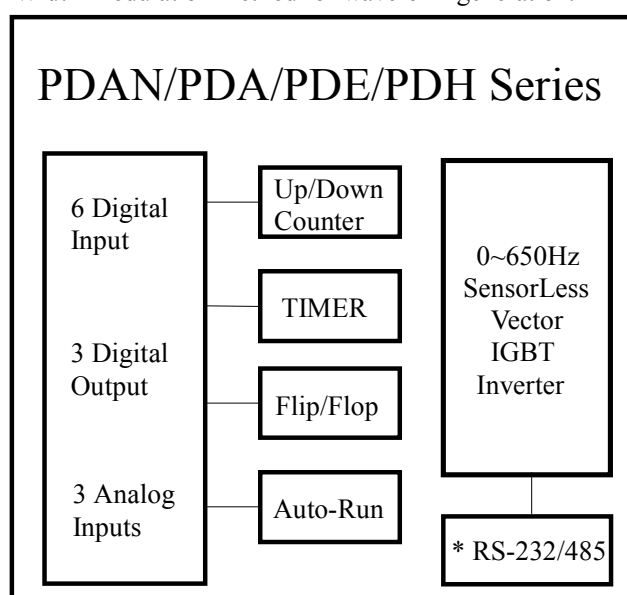 PDAN/PDA/PDE/PDH Series
6 Digital
Input
3 Digital
Output
3 Analog
Inputs
Up/Down
Counter
TIMER
Flip/Flop
Auto-Run
0~650Hz
SensorLess
Vector
IGBT
Inverter
* RS-232/485